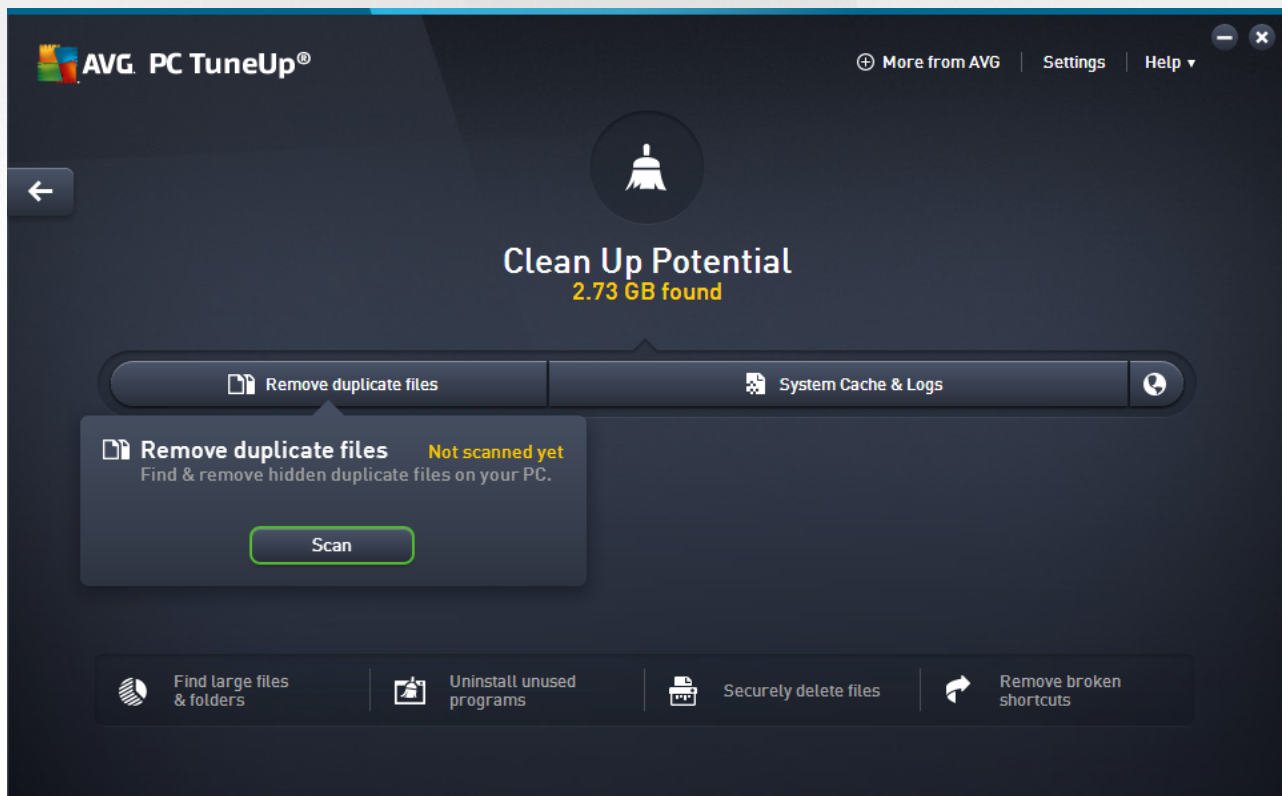 AVG. PC TuneUp®
More from AVG
Settings
Help
Clean Up Potential
2.73 GB found
Remove duplicate files
System Cache & Logs
Remove duplicate files
Not scanned yet
Find & remove hidden duplicate files on your PC.
Scan
Find large files
& folders
Uninstall unused
programs
Securely delete files
Remove broken
shortcuts